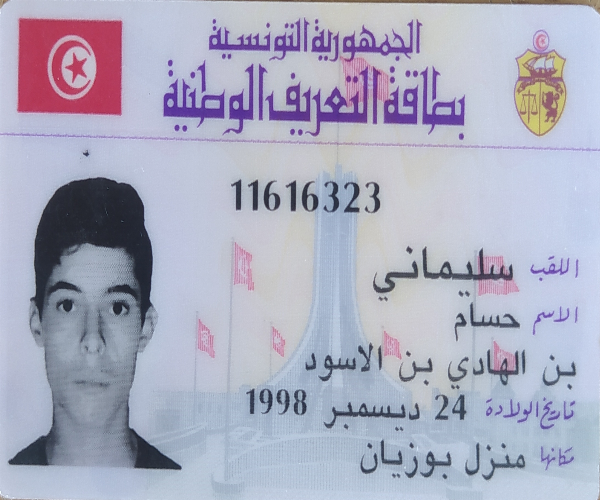 الجمهورية التونسية
بطاقة التعريف الوطنية
11616323
اللقب سليماني
الاسم حسام
بن الهادي بن الاسود
تاريخ الولادة 24 ديسمبر 1998
مكانها منزل بوزيان